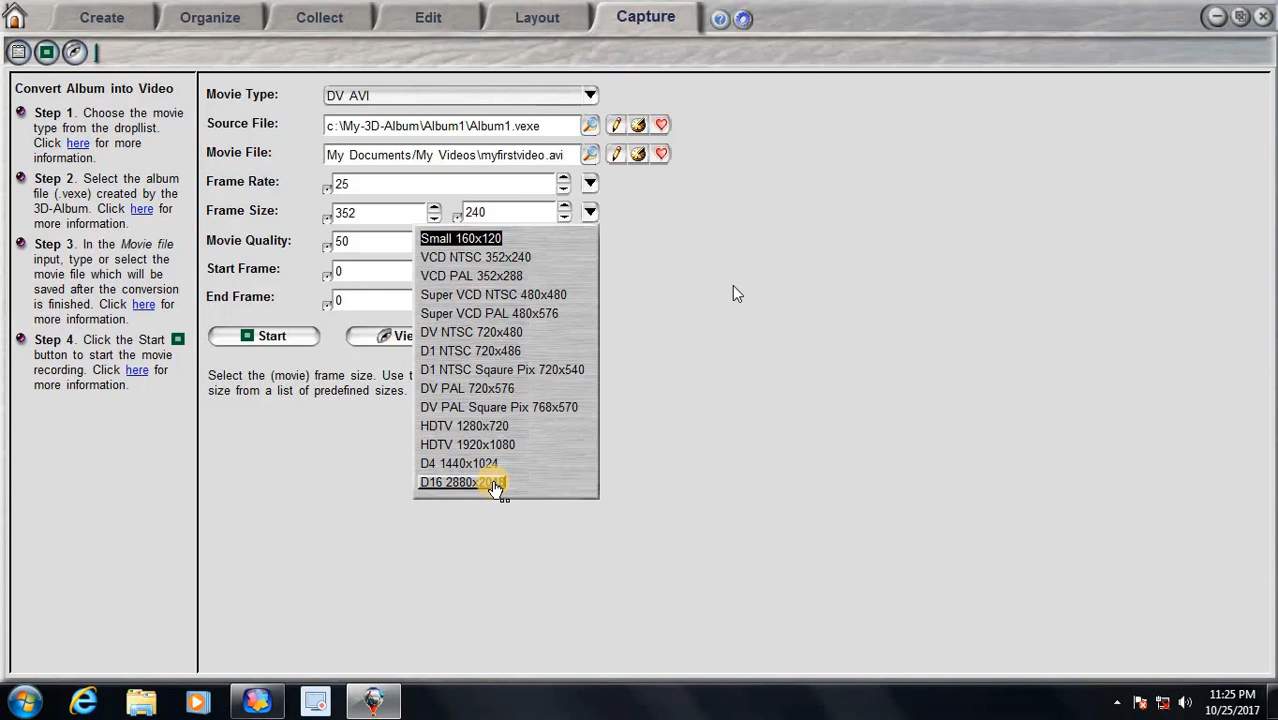 Create Organize Collect Edit Layout Capture ?
Convert Album into Video
Step 1. Choose the movie
type from the droplist.
Click here for more
information.
Step 2. Select the album
file (.vexe) created by the
3D-Album. Click here for
more information.
Step 3. In the Movie file
input, type or select the
movie file which will be
saved after the conversion
is finished. Click here for
more information.
Step 4. Click the Start
button to start the movie
recording. Click here for
more information.
Movie Type: DV AVI
Source File: c:\My-3D-Album\Album1\Album1.vexe
Movie File: My Documents/My Videos\myfirstvideo.avi
Frame Rate: 25
Frame Size: 352 240
Movie Quality: 50
Start Frame: 0
End Frame: 0
Start Vie
Select the (movie) frame size. Use t
size from a list of predefined sizes.
Small 160x120
VCD NTSC 352x240
VCD PAL 352x288
Super VCD NTSC 480x480
Super VCD PAL 480x576
DV NTSC 720x480
D1 NTSC 720x486
D1 NTSC Sqaure Pix 720x540
DV PAL 720x576
DV PAL Square Pix 768x570
HDTV 1280x720
HDTV 1920x1080
D4 1440x1024
D16 2880x2048
11:25 PM
10/25/2017